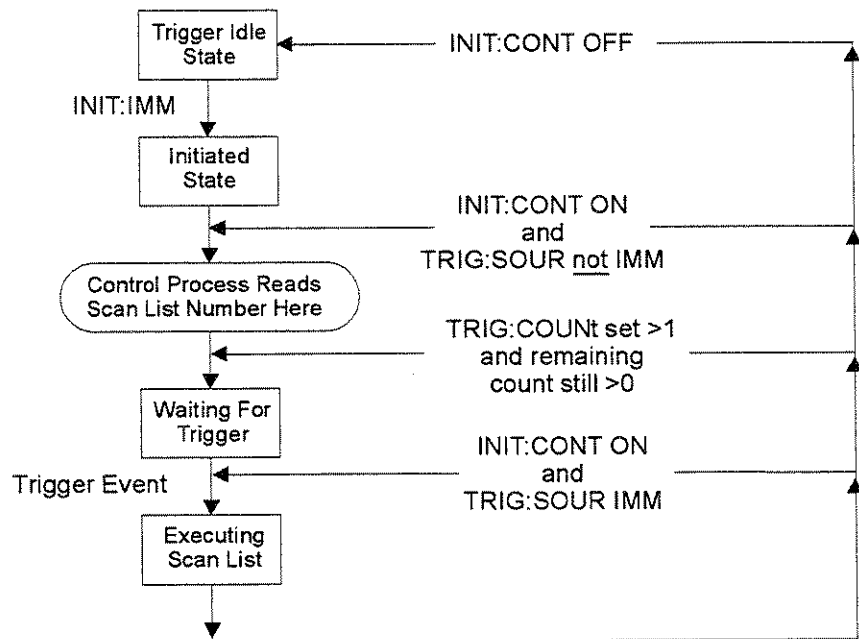 Trigger Idle
State
INIT:CONT OFF
INIT:IMM
Initiated
State
INIT:CONT ON
and
TRIG:SOUR not IMM
Control Process Reads
Scan List Number Here
TRIG:COUNt set >1
and remaining
count still >0
Waiting For
Trigger
INIT:CONT ON
and
TRIG:SOUR IMM
Trigger Event
Executing
Scan List